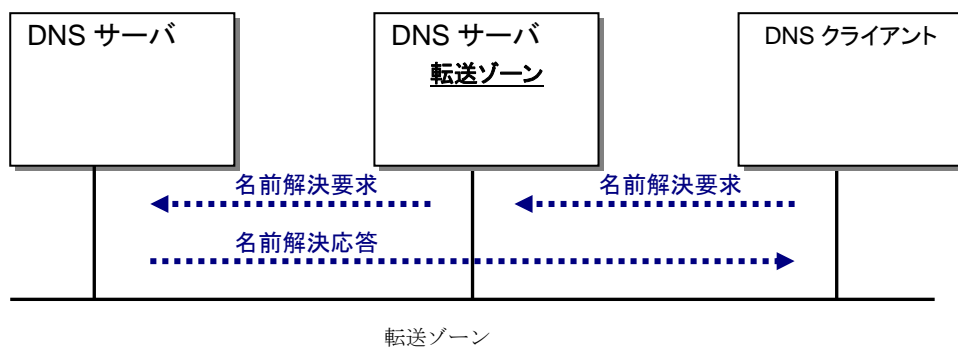 DNS サーバ
DNS サーバ
転送ゾーン
DNS クライアント
名前解決要求
名前解決要求
名前解決応答
転送ゾーン